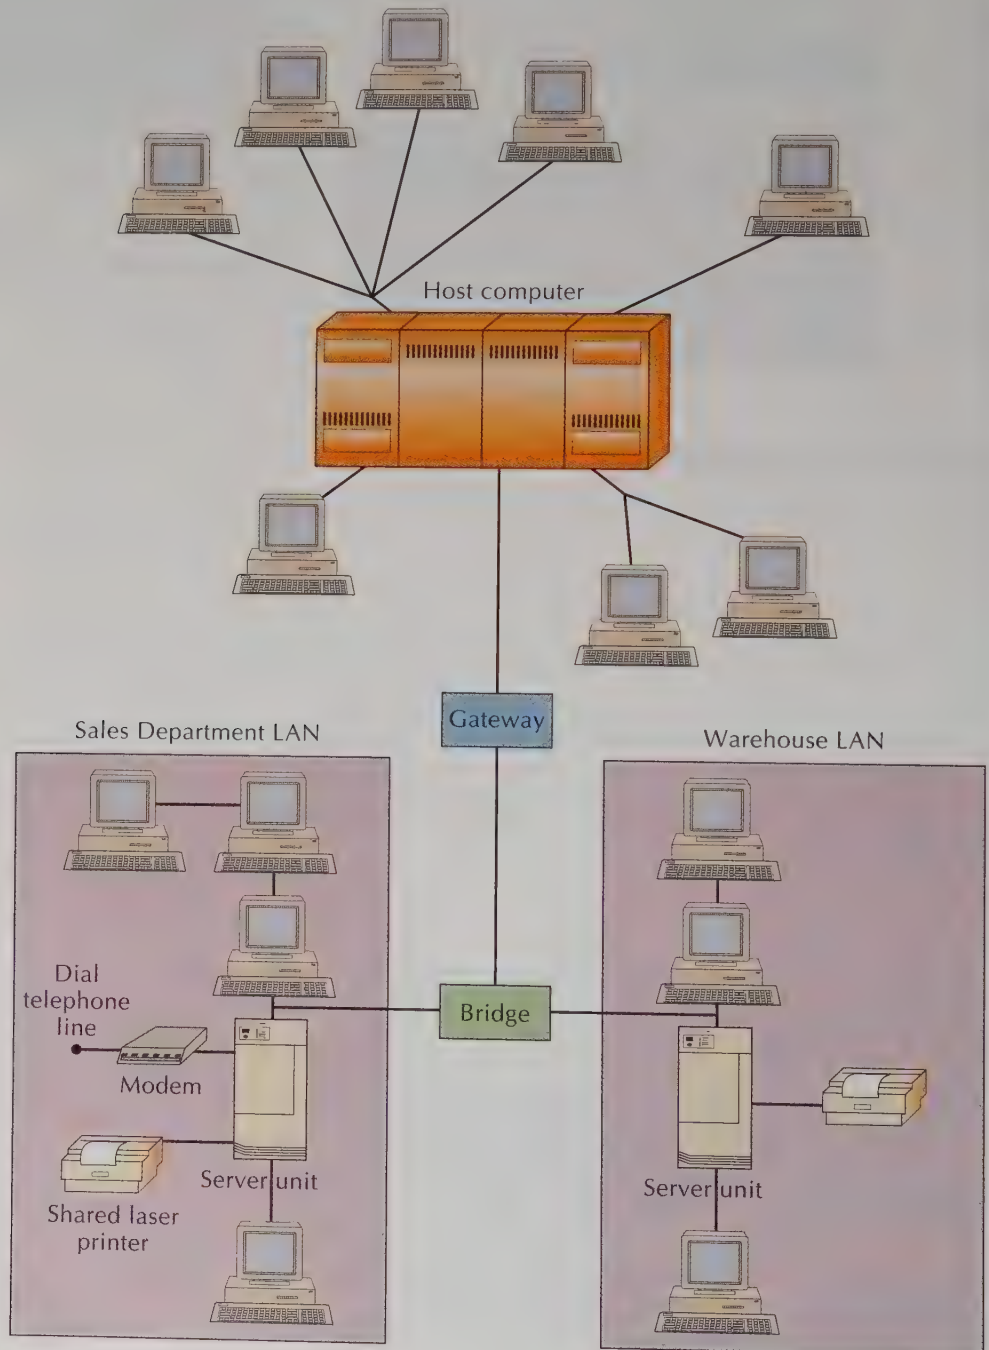 Host computer
Gateway
Sales Department LAN
Warehouse LAN
Dial
telephone
line
Bridge
Modem
Server unit
Server unit
Shared laser
printer